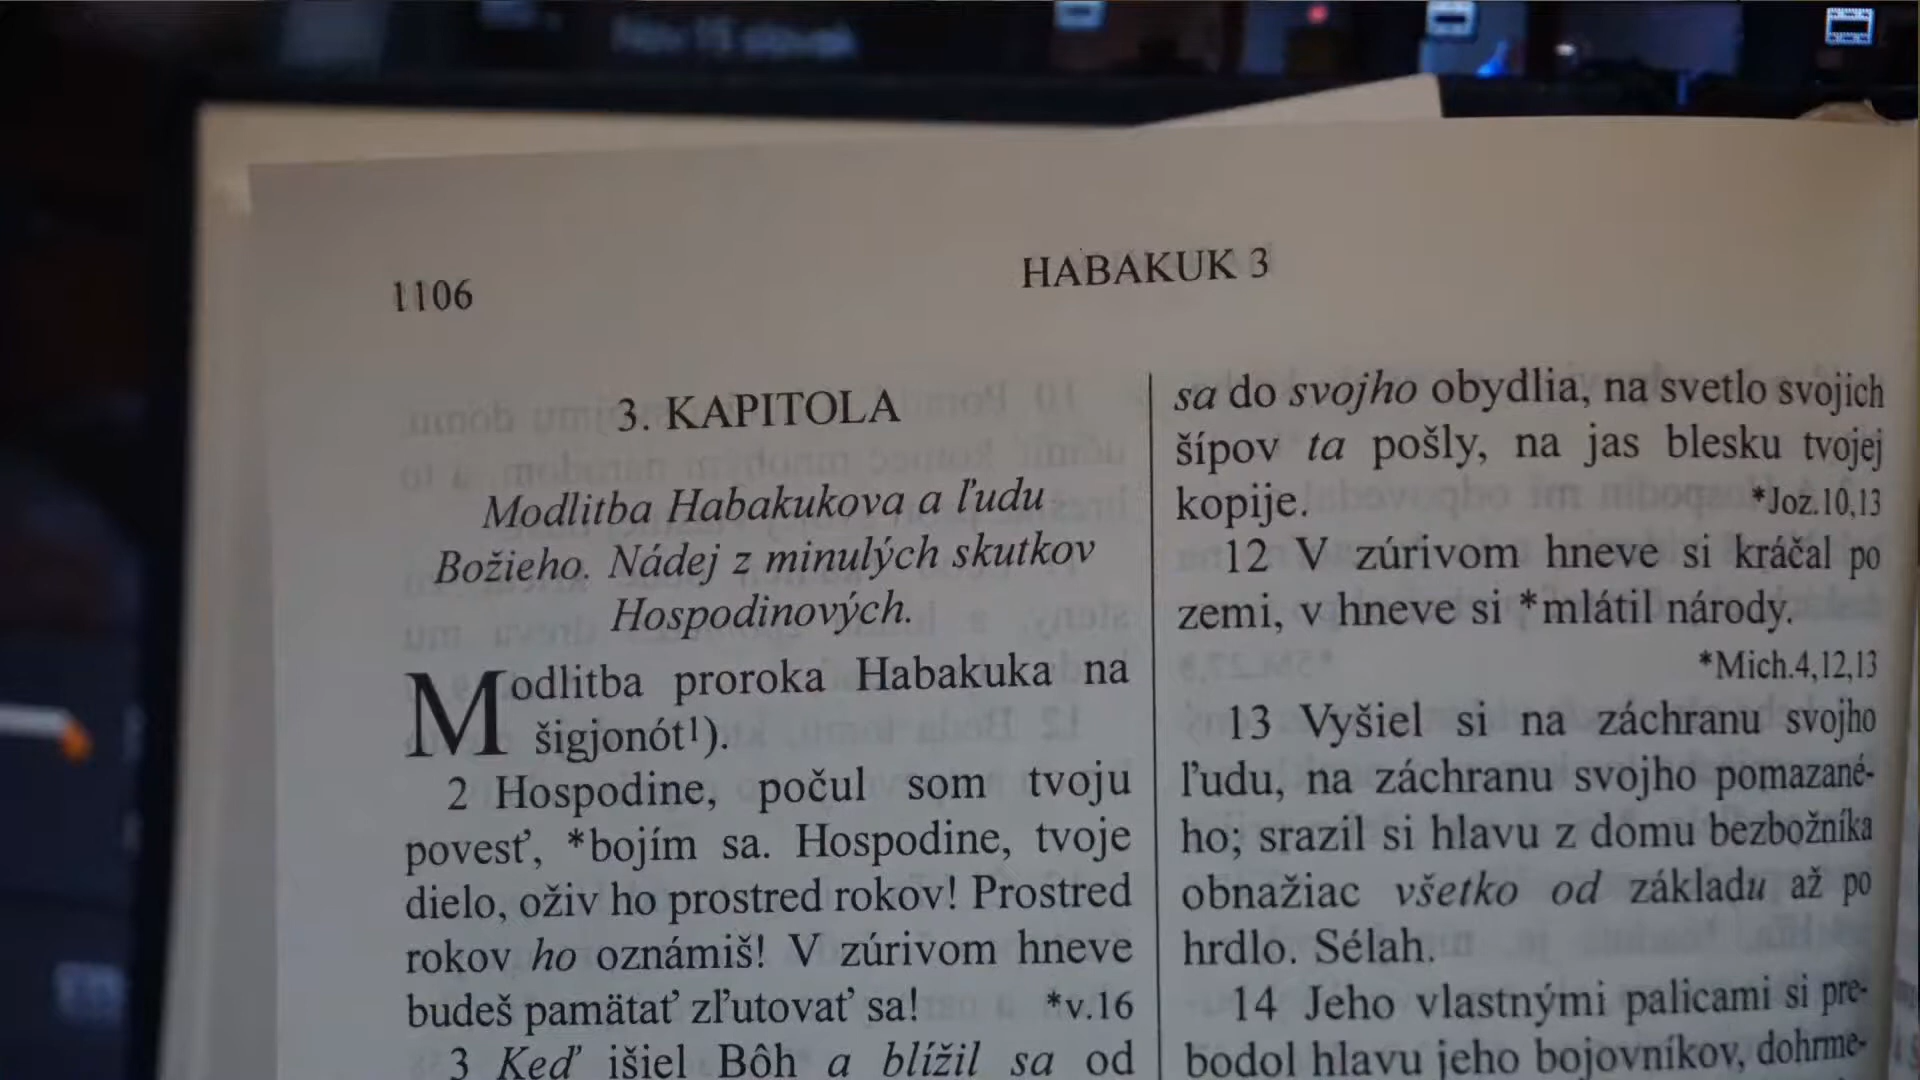 1106
HABAKUK 3
3. KAPITOLA
Modlitba Habakukova a ľudu
Božieho. Nádej z minulých skutkov
Hospodinových.
Modlitba proroka Habakuka na
šigjonót¹).
2 Hospodine, počul som tvoju
povesť, *bojím sa. Hospodine, tvoje
dielo, oživ ho prostred rokov! Prostred
rokov ho oznámiš! V zúrivom hneve
budeš pamätať zľutovať sa! *v.16
3 Keď išiel Bôh a blížil sa od
sa do svojho obydlia, na svetlo svojich
šípov ta pošly, na jas blesku tvojej
kopije. *Joz.10,13
12 V zúrivom hneve si kráčal po
zemi, v hneve si *mlátil národy.
*Mich.4,12,13
13 Vyšiel si na záchranu svojho
ľudu, na záchranu svojho pomazané-
ho; srazil si hlavu z domu bezbožníka
obnažiac všetko od základu až po
hrdlo. Sélah.
14 Jeho vlastnými palicami si pre-
bodol hlavu jeho bojovníkov, dohrme-